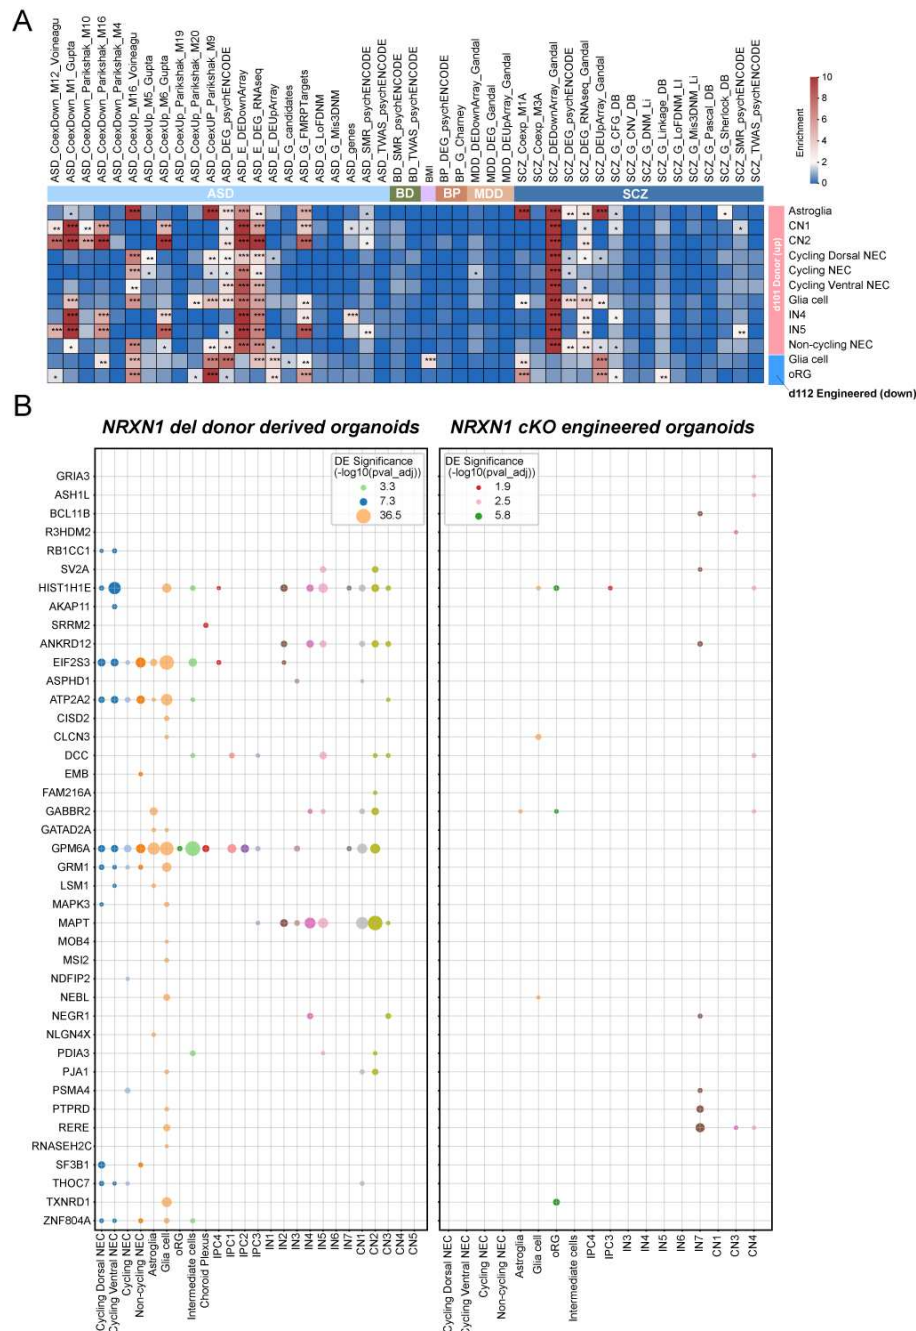 A
ASD_CoexDown_M12_Voineagu
ASD_CoexDown_M1_Gupta
ASD_CoexDown_Parikshak_M10
ASD_CoexDown_Parikshak_M16
ASD_CoexDown_Parikshak_M4
ASD_CoexUp_M16_Voineagu
ASD_CoexUp_M5_Gupta
ASD_CoexUp_M6_Gupta
ASD_CoexUp_Parikshak_M19
ASD_CoexUp_Parikshak_M20
ASD_CoexUP_Parikshak_M9
ASD_DEG_psychENCODE
ASD_E_DEDownArray
ASD_E_DEG_RNAseq
ASD_E_DEUpArray
ASD_G_candidates
ASD_G_FMRPTargets
ASD_G_LoFDNM
ASD_G_Mis3DNM
ASD_genes
ASD_SMR_psychENCODE
ASD_TWAS_psychENCODE
BD_SMR_psychENCODE
BD_TWAS_psychENCODE
BMI
BP_DEG_psychENCODE
BP_G_Charney
MDD_DEDownArray_Gandal
MDD_DEG_Gandal
MDD_DEUpArray_Gandal
SCZ_Coexp_M1A
SCZ_Coexp_M3A
SCZ_DEDownArray_Gandal
SCZ_DEG_psychENCODE
SCZ_DEG_RNAseq_Gandal
SCZ_DEUpArray_Gandal
SCZ_G_CFG_DB
SCZ_G_CNV_DB
SCZ_G_DNM_Li
SCZ_G_Linkage_DB
SCZ_G_LoFDNM_LI
SCZ_G_Mis3DNM_Li
SCZ_G_Pascal_DB
SCZ_G_Sherlock_DB
SCZ_SMR_psychENCODE
SCZ_TWAS_psychENCODE
Enrichment
10
8
6
4
2
0
ASD BD BP MDD SCZ
Astroglia
CN1
CN2
Cycling Dorsal NEC
Cycling NEC
Cycling Ventral NEC
Glia cell
IN4
IN5
Non-cycling NEC
Glia cell
oRG
d101 Donor (up)
d112 Engineered (down)
B
NRXN1 del donor derived organoids
NRXN1 cKO engineered organoids
DE Significance
(-log10(pval_adj))
3.3
7.3
36.5
DE Significance
(-log10(pval_adj))
1.9
2.5
5.8
GRIA3
ASH1L
BCL11B
R3HDM2
RB1CC1
SV2A
HIST1H1E
AKAP11
SRRM2
ANKRD12
EIF2S3
ASPHD1
ATP2A2
CISD2
CLCN3
DCC
EMB
FAM216A
GABBR2
GATAD2A
GPM6A
GRM1
LSM1
MAPK3
MAPT
MOB4
MSI2
NDFIP2
NEBL
NEGR1
NLGN4X
PDIA3
PJA1
PSMA4
PTPRD
RERE
RNASEH2C
SF3B1
THOC7
TXNRD1
ZNF804A
Cycling Dorsal NEC
Cycling Ventral NEC
Cycling NEC
Non-cycling NEC
Astroglia
Glia cell
oRG
Intermediate cells
Choroid Plexus
IPC4
IPC1
IPC2
IPC3
IN1
IN2
IN3
IN4
IN5
IN6
IN7
CN1
CN2
CN3
CN4
CN5
Cycling Dorsal NEC
Cycling Ventral NEC
Cycling NEC
Non-cycling NEC
Astroglia
Glia cell
oRG
Intermediate cells
IPC4
IPC3
IN3
IN4
IN5
IN6
IN7
CN1
CN3
CN4